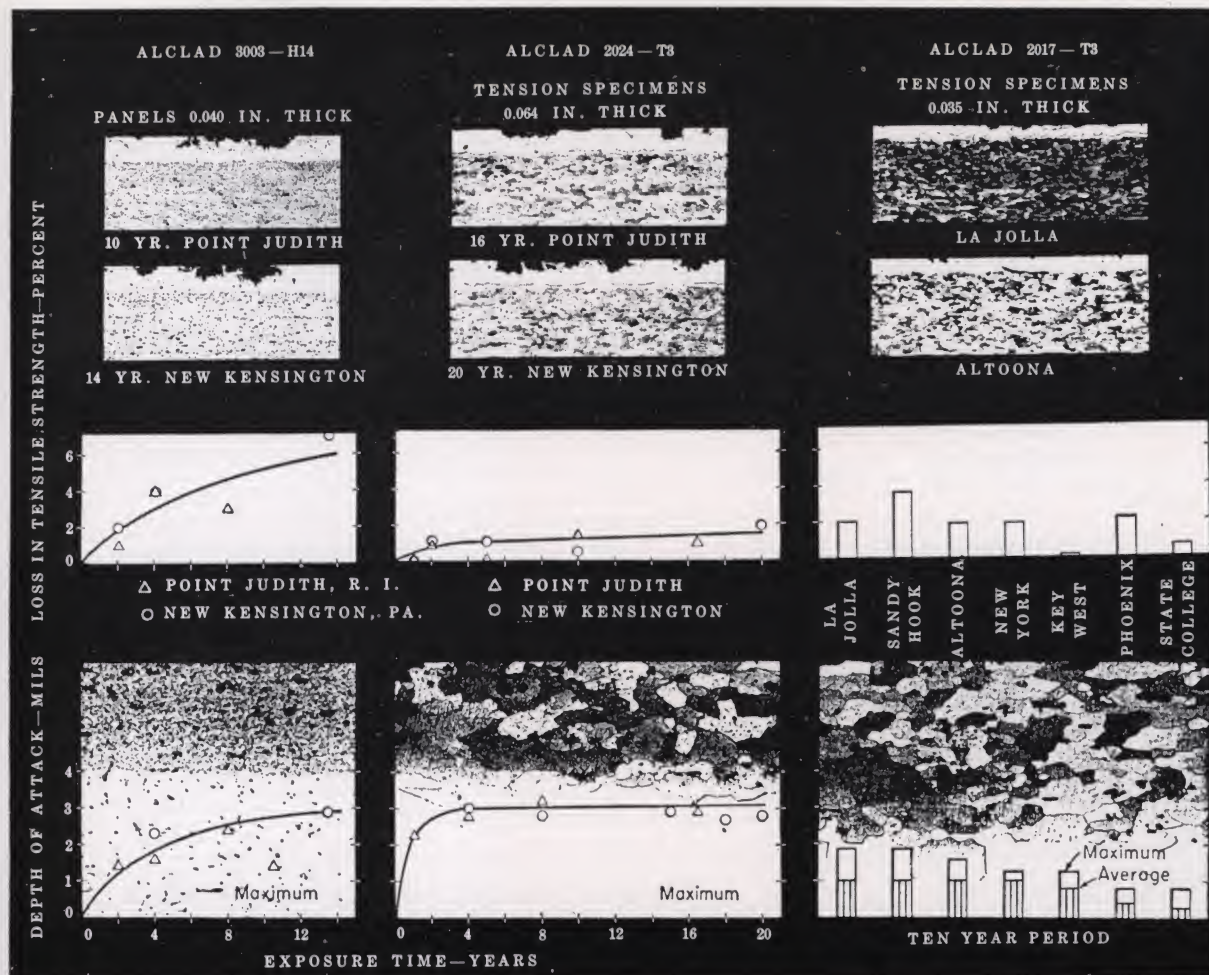 ALCLAD 3003—H14
PANELS 0.040 IN. THICK
10 YR. POINT JUDITH
14 YR. NEW KENSINGTON
ALCLAD 2024—T3
TENSION SPECIMENS
0.064 IN. THICK
16 YR. POINT JUDITH
20 YR. NEW KENSINGTON
ALCLAD 2017—T3
TENSION SPECIMENS
0.035 IN. THICK
LA JOLLA
ALTOONA
LOSS IN TENSILE STRENGTH—PERCENT
6
4
2
0
△ POINT JUDITH, R. I.
○ NEW KENSINGTON, PA.
△ POINT JUDITH
○ NEW KENSINGTON
LA
JOLLA
SANDY
HOOK
ALTOONA
NEW
YORK
KEY
WEST
PHOENIX
STATE
COLLEGE
DEPTH OF ATTACK—MILS
4
3
2
1
0
Maximum
Maximum
Maximum
Average
0 4 8 12
0 4 8 12 16 20
EXPOSURE TIME—YEARS
TEN YEAR PERIOD